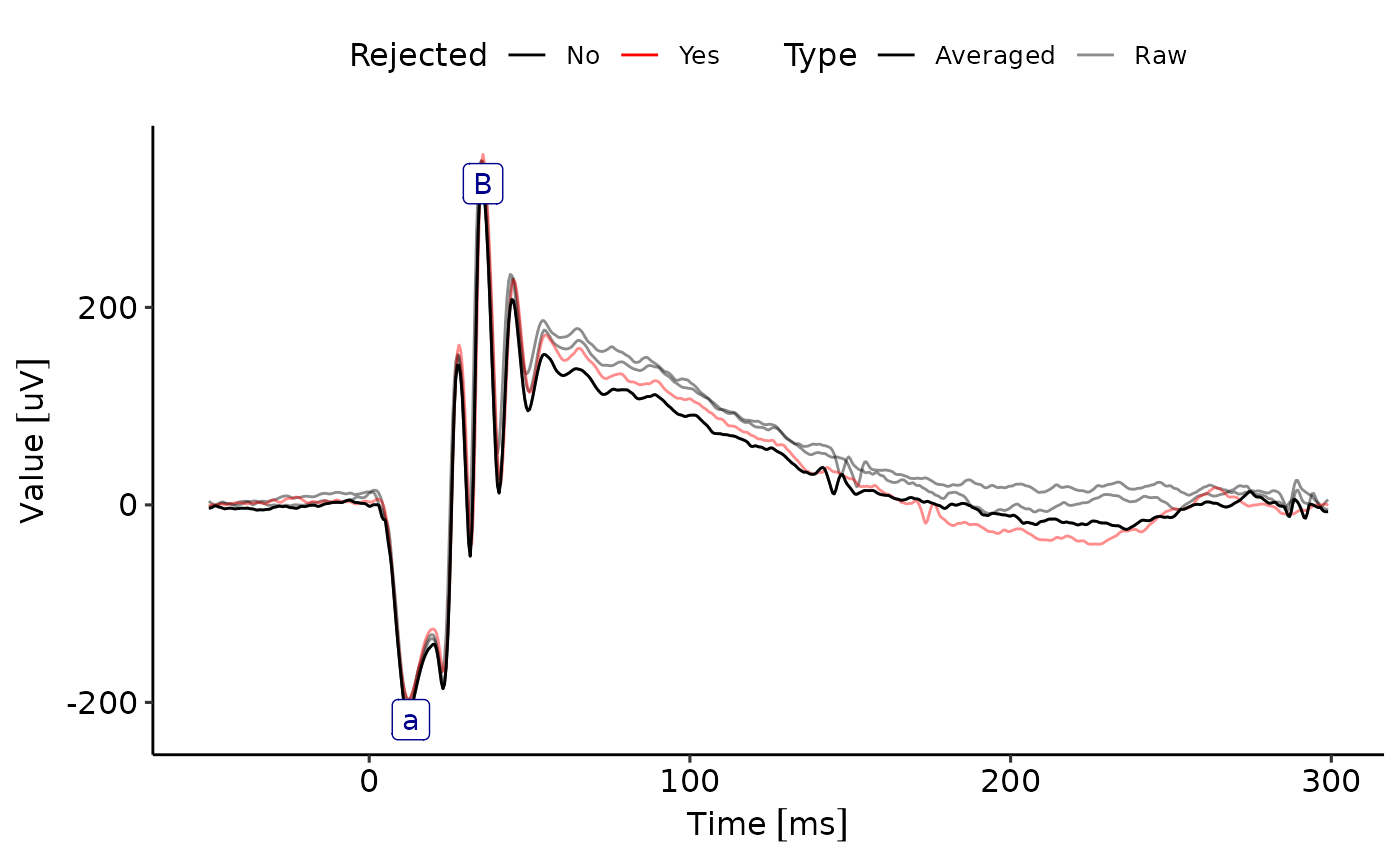 Rejected No Yes Type Averaged Raw
Value [uV]
200
0
-200
B
a
0 100 200 300
Time [ms]